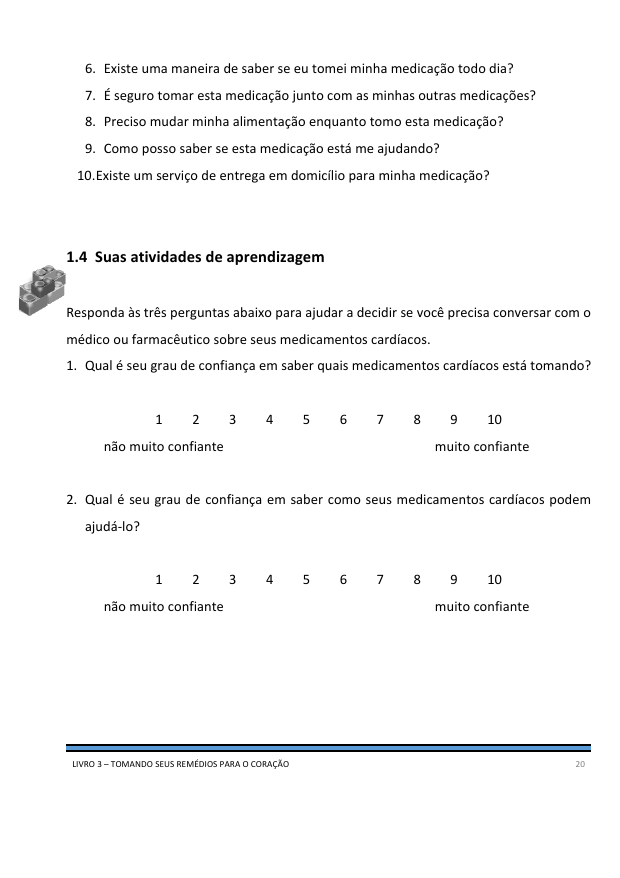 6. Existe uma maneira de saber se eu tomei minha medicação todo dia?
7. É seguro tomar esta medicação junto com as minhas outras medicações?
8. Preciso mudar minha alimentação enquanto tomo esta medicação?
9. Como posso saber se esta medicação está me ajudando?
10.Existe um serviço de entrega em domicílio para minha medicação?
1.4 Suas atividades de aprendizagem
Responda às três perguntas abaixo para ajudar a decidir se você precisa conversar com o
médico ou farmacêutico sobre seus medicamentos cardíacos.
1. Qual é seu grau de confiança em saber quais medicamentos cardíacos está tomando?
1 2 3 4 5 6 7 8 9 10
não muito confiante muito confiante
2. Qual é seu grau de confiança em saber como seus medicamentos cardíacos podem
ajudá-lo?
1 2 3 4 5 6 7 8 9 10
não muito confiante muito confiante
LIVRO 3 – TOMANDO SEUS REMÉDIOS PARA O CORAÇÃO 20